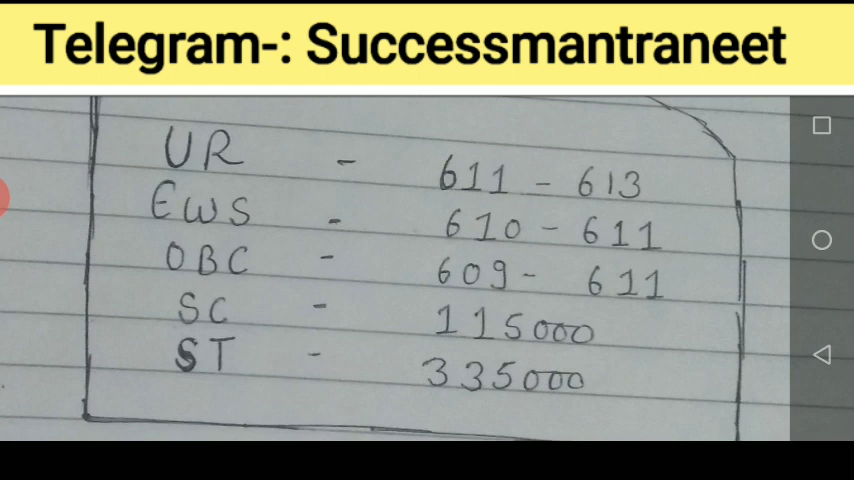 Telegram-: Successmantraneet
UR - 611 - 613
EWS - 610 - 611
OBC - 609 - 611
SC - 115000
ST - 335000